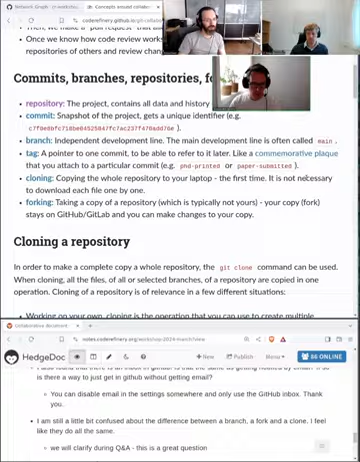 Network Graph · cr-workshop
Concepts around collabor
coderefinery.github.io/git-collab
Once we know how code review work
repositories of others and review chan
Commits, branches, repositories, fo
repository: The project, contains all data and history
commit: Snapshot of the project, gets a unique identifier (e.g.
branch: Independent development line. The main development line is often called main .
tag: A pointer to one commit, to be able to refer to it later. Like a commemorative plaque
that you attach to a particular commit (e.g. phd-printed or paper-submitted ).
cloning: Copying the whole repository to your laptop - the first time. It is not necessary
to download each file one by one.
forking: Taking a copy of a repository (which is typically not yours) - your copy (fork)
stays on GitHub/GitLab and you can make changes to your copy.
Cloning a repository
In order to make a complete copy a whole repository, the git clone command can be used.
When cloning, all the files, of all or selected branches, of a repository are copied in one
operation. Cloning of a repository is of relevance in a few different situations:
Working on your own, cloning is the operation that you can use to create multiple
Collaborative document
HedgeDoc
New
Publish
Menu
86 ONLINE
is there a way to just get in github without getting email?
You can disable email in the settings somewhere and only use the GitHub inbox. Thank
you.
I am still a little bit confused about the difference between a branch, a fork and a clone. I feel
like they do all the same.
we will clarify during Q&A - this is a great question